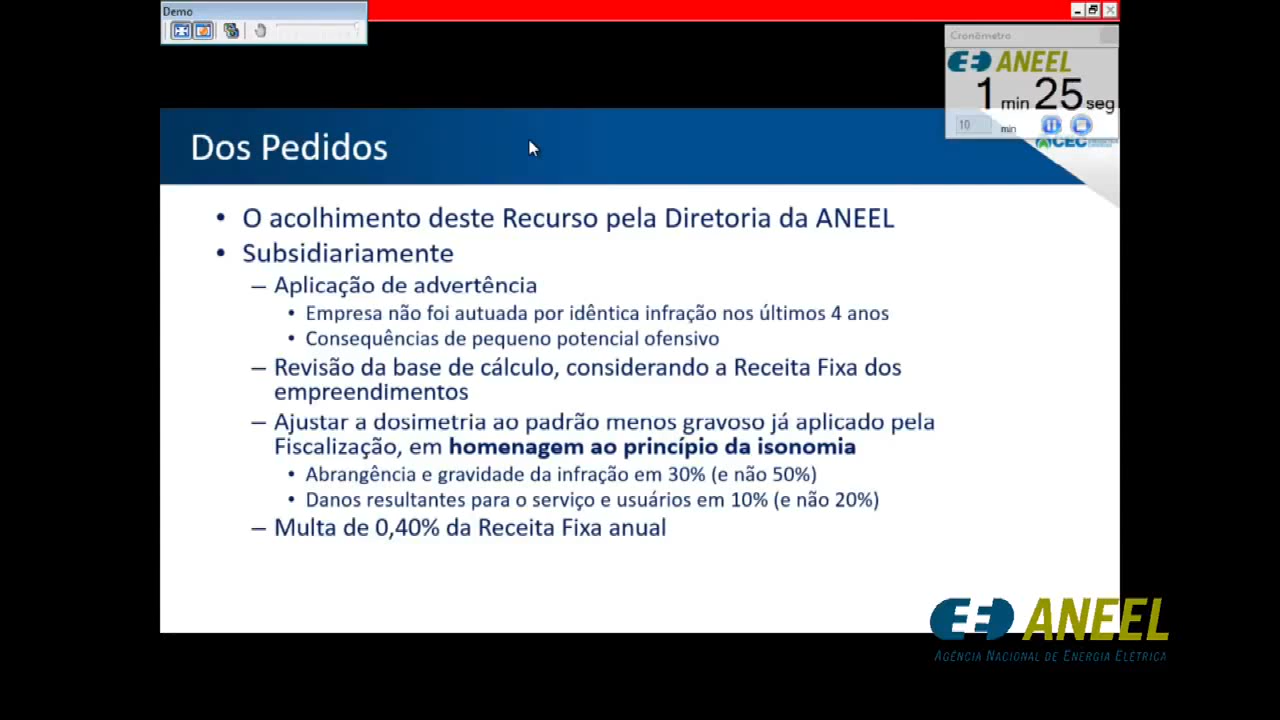 Demo
Cronômetro
ANEEL
1 min 25 seg
10 min
Dos Pedidos
• O acolhimento deste Recurso pela Diretoria da ANEEL
• Subsidiariamente
– Aplicação de advertência
• Empresa não foi autuada por idêntica infração nos últimos 4 anos
• Consequências de pequeno potencial ofensivo
– Revisão da base de cálculo, considerando a Receita Fixa dos
empreendimentos
– Ajustar a dosimetria ao padrão menos gravoso já aplicado pela
Fiscalização, em homenagem ao princípio da isonomia
• Abrangência e gravidade da infração em 30% (e não 50%)
• Danos resultantes para o serviço e usuários em 10% (e não 20%)
– Multa de 0,40% da Receita Fixa anual
ANEEL
AGÊNCIA NACIONAL DE ENERGIA ELÉTRICA